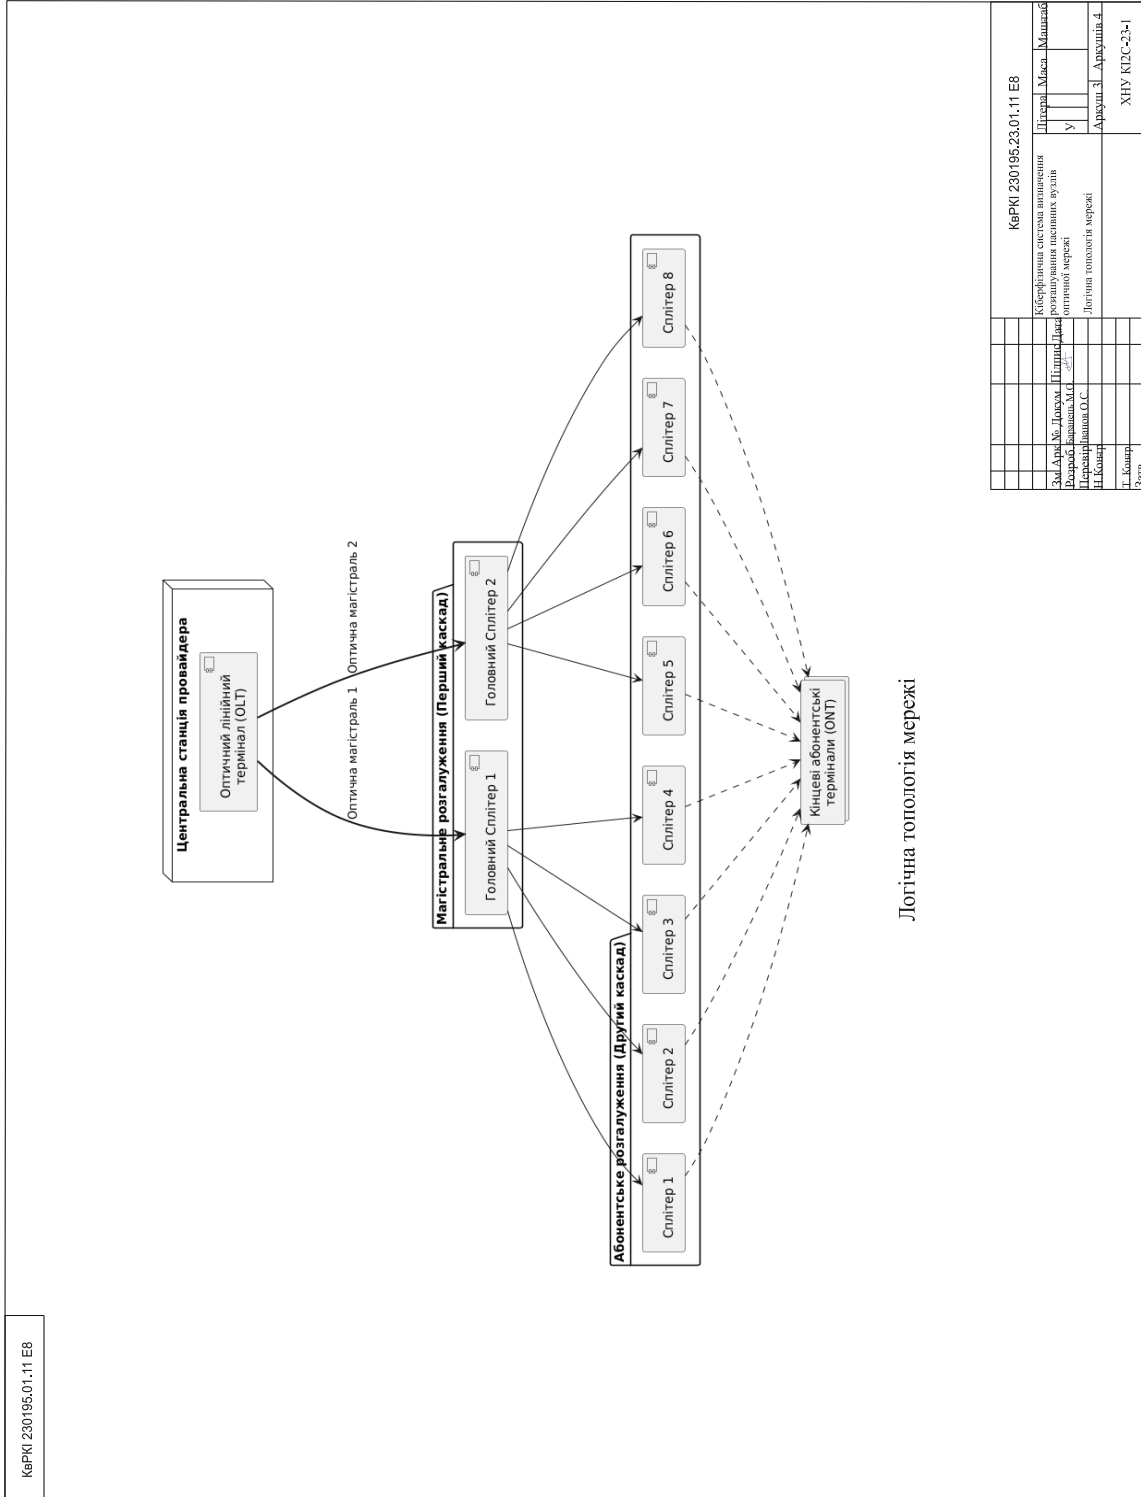 КвРКІ 230195.01.11 Е8
Центральна станція провайдера
Оптичний лінійний
термінал (OLT)
Оптична магістраль 1
Оптична магістраль 2
Магістральне розгалуження (Перший каскад)
Головний Сплітер 1
Головний Сплітер 2
Абонентське розгалуження (Другий каскад)
Сплітер 1
Сплітер 2
Сплітер 3
Сплітер 4
Сплітер 5
Сплітер 6
Сплітер 7
Сплітер 8
Кінцеві абонентські
термінали (ONT)
Логічна топологія мережі
КвРКІ 230195.23.01.11 Е8
Зм. Арк № Докум. Підпис Дата
Розроб. Баранець М.О.
Перевір Іванов О.С.
Н.Контр
Т. Контр
Затв
Кіберфізична система визначення
розташування пасивних вузлів
оптичної мережі
Логічна топологія мережі
Літера Маса Масштаб
У
Аркуш 3 Аркушів 4
ХНУ КІ2С-23-1